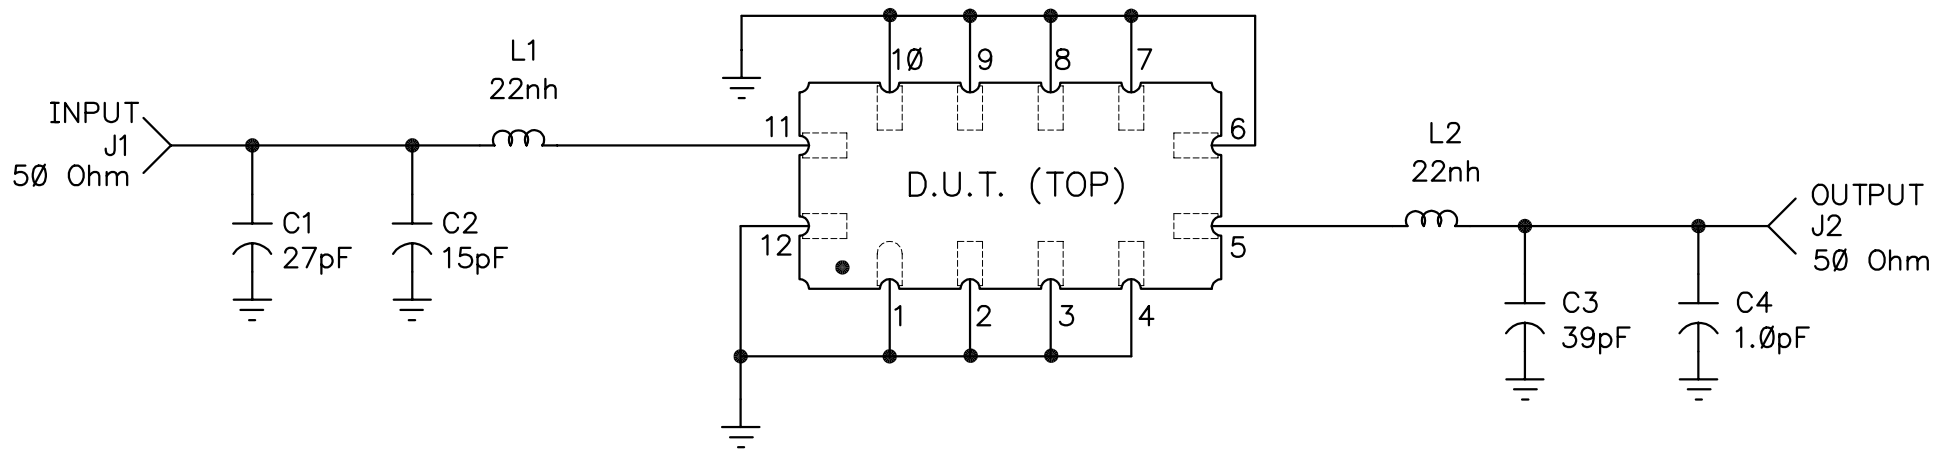 INPUT
J1
5Ø Ohm
C1
27pF
C2
15pF
L1
22nh
1Ø
9
8
7
11
6
D.U.T. (TOP)
12
5
1
2
3
4
L2
22nh
C3
39pF
C4
1.ØpF
OUTPUT
J2
5Ø Ohm